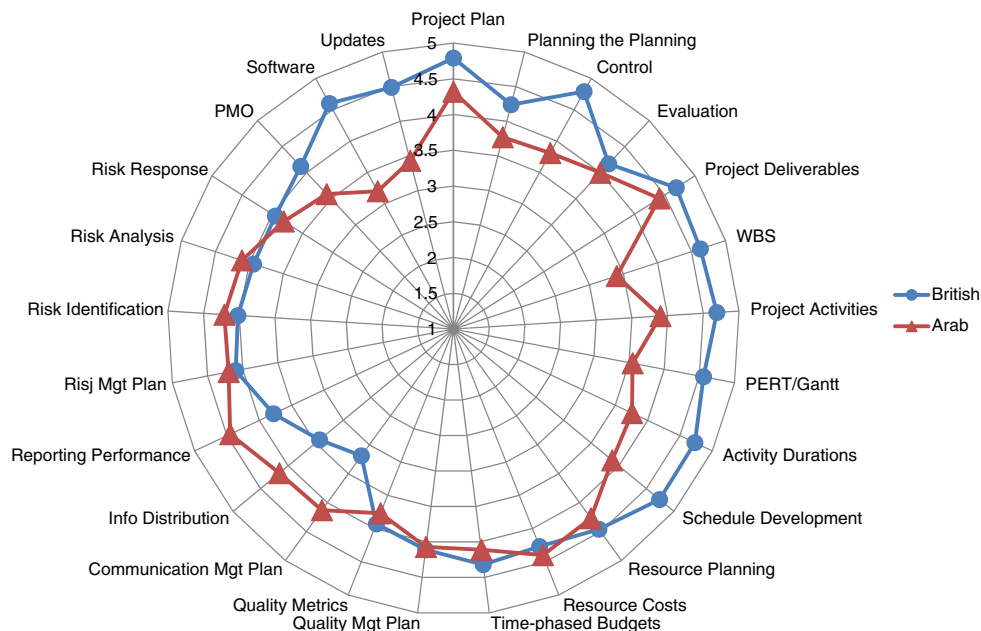 Project Plan
Updates
Planning the Planning
Software
Control
PMO
Evaluation
Risk Response
Project Deliverables
Risk Analysis
WBS
Risk Identification
Project Activities
Risj Mgt Plan
PERT/Gantt
Reporting Performance
Activity Durations
Info Distribution
Schedule Development
Communication Mgt Plan
Resource Planning
Quality Metrics
Resource Costs
Quality Mgt Plan
Time-phased Budgets
5
4.5
4
3.5
3
2.5
2
1.5
1
British
Arab